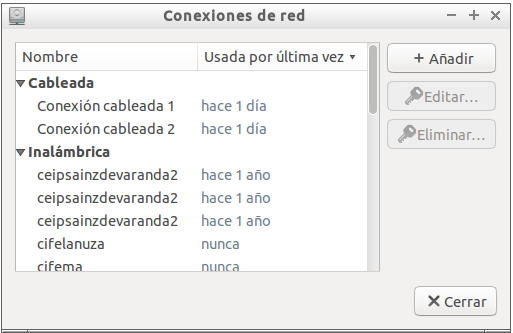 Conexiones de red
Nombre Usada por última vez
Añadir
Cableada
Conexión cableada 1 hace 1 día
Editar...
Conexión cableada 2 hace 1 día
Eliminar...
Inalámbrica
ceipsainzdevaranda2 hace 1 año
ceipsainzdevaranda2 hace 1 año
ceipsainzdevaranda2 hace 1 año
cifelanuza nunca
cifema nunca
Cerrar